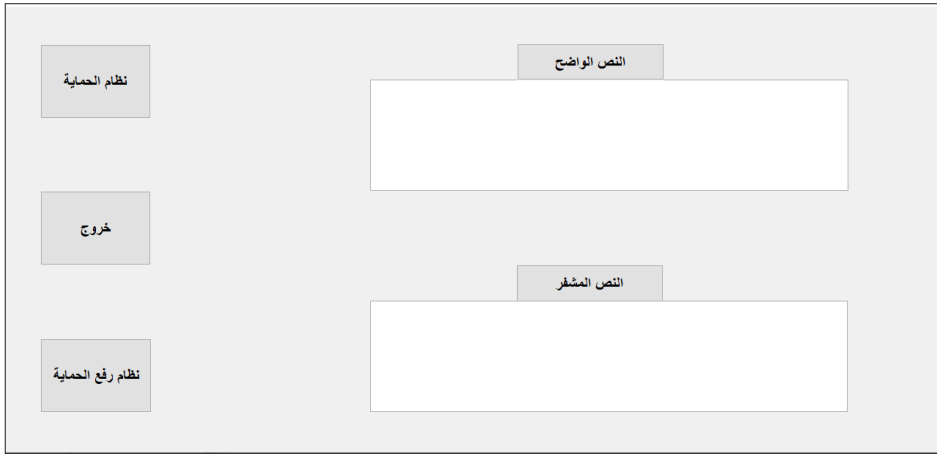 النص الواضح
نظام الحماية
خروج
النص المشفر
نظام رفع الحماية